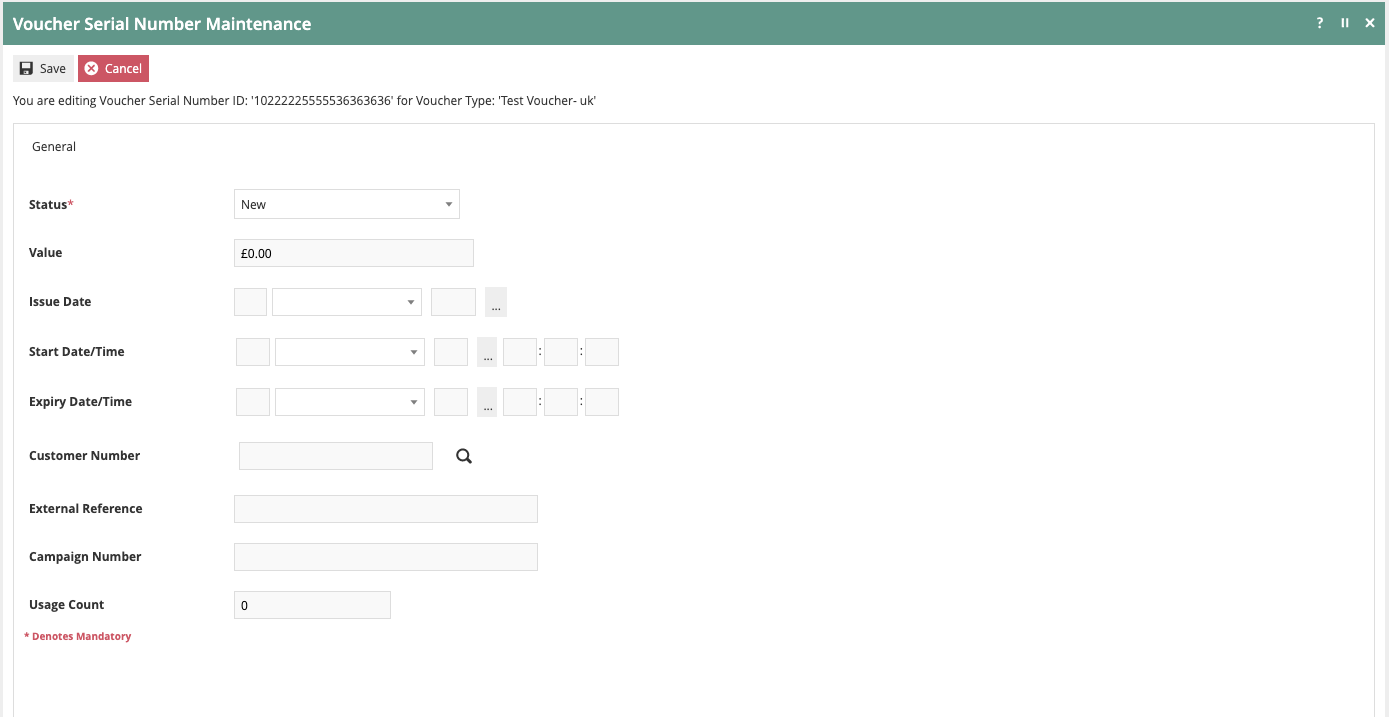 Voucher Serial Number Maintenance ?
Save Cancel
You are editing Voucher Serial Number ID: '10222225555536363636' for Voucher Type: 'Test Voucher- uk'
General
Status* New
Value £0.00
Issue Date ...
Start Date/Time ... : :
Expiry Date/Time ... : :
Customer Number
External Reference
Campaign Number
Usage Count 0
* Denotes Mandatory